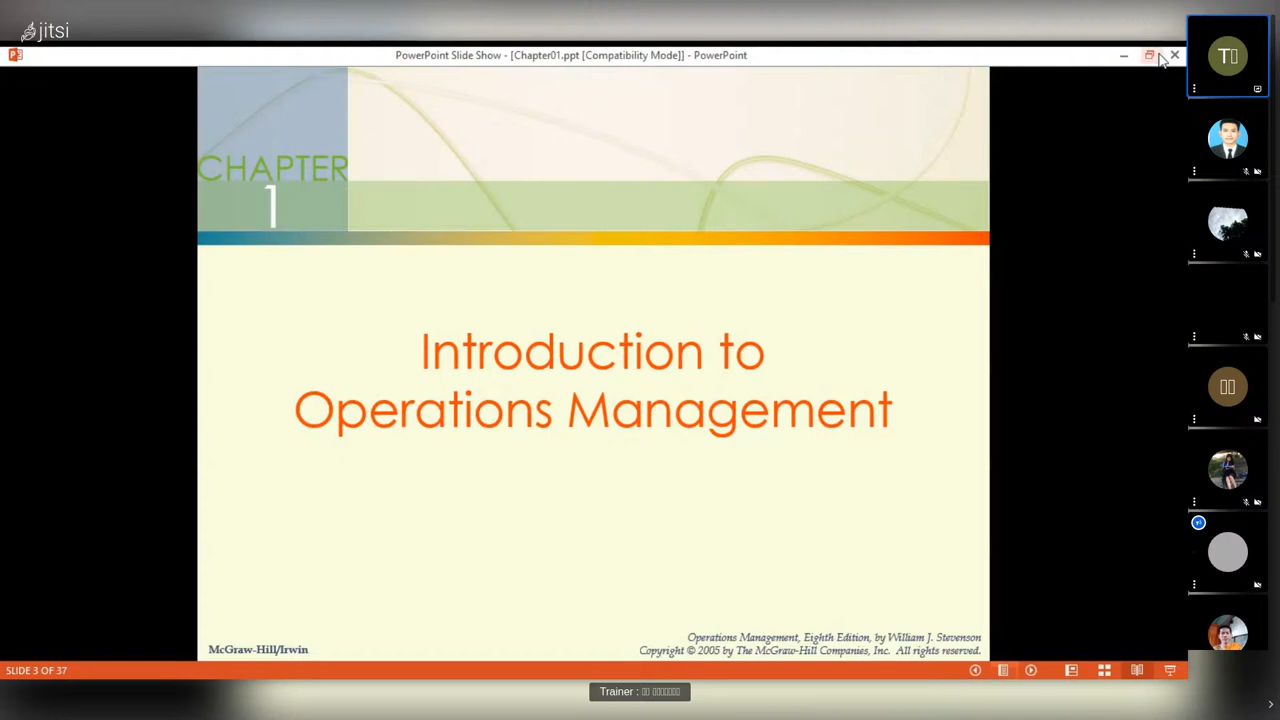 jitsi
PowerPoint Slide Show - [Chapter01.ppt [Compatibility Mode]] - PowerPoint
CHAPTER
1
Introduction to
Operations Management
McGraw-Hill/Irwin
Operations Management, Eighth Edition, by William J. Stevenson
Copyright © 2005 by The McGraw-Hill Companies, Inc. All rights reserved.
SLIDE 3 OF 37
Trainer :
T